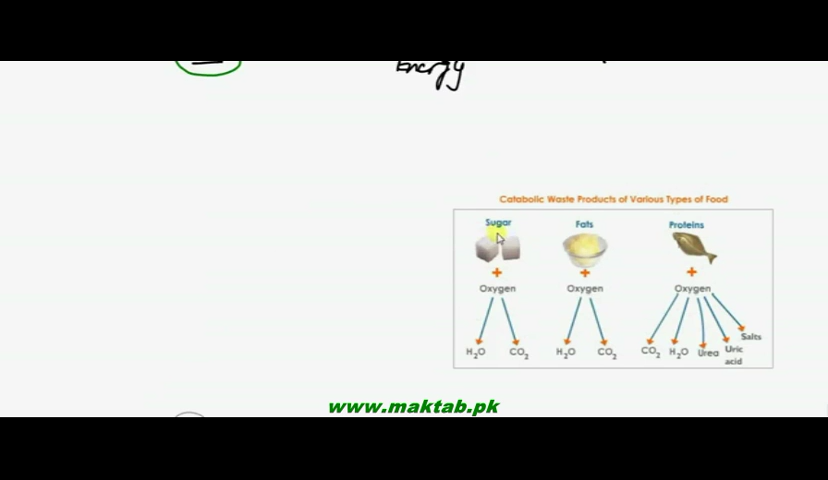 Energy
Catabolic Waste Products of Various Types of Food
Sugar Fats Proteins
+ + +
Oxygen Oxygen Oxygen
Salts
H₂O CO₂ H₂O CO₂ CO₂ H₂O Urea Uric acid
www.maktab.pk